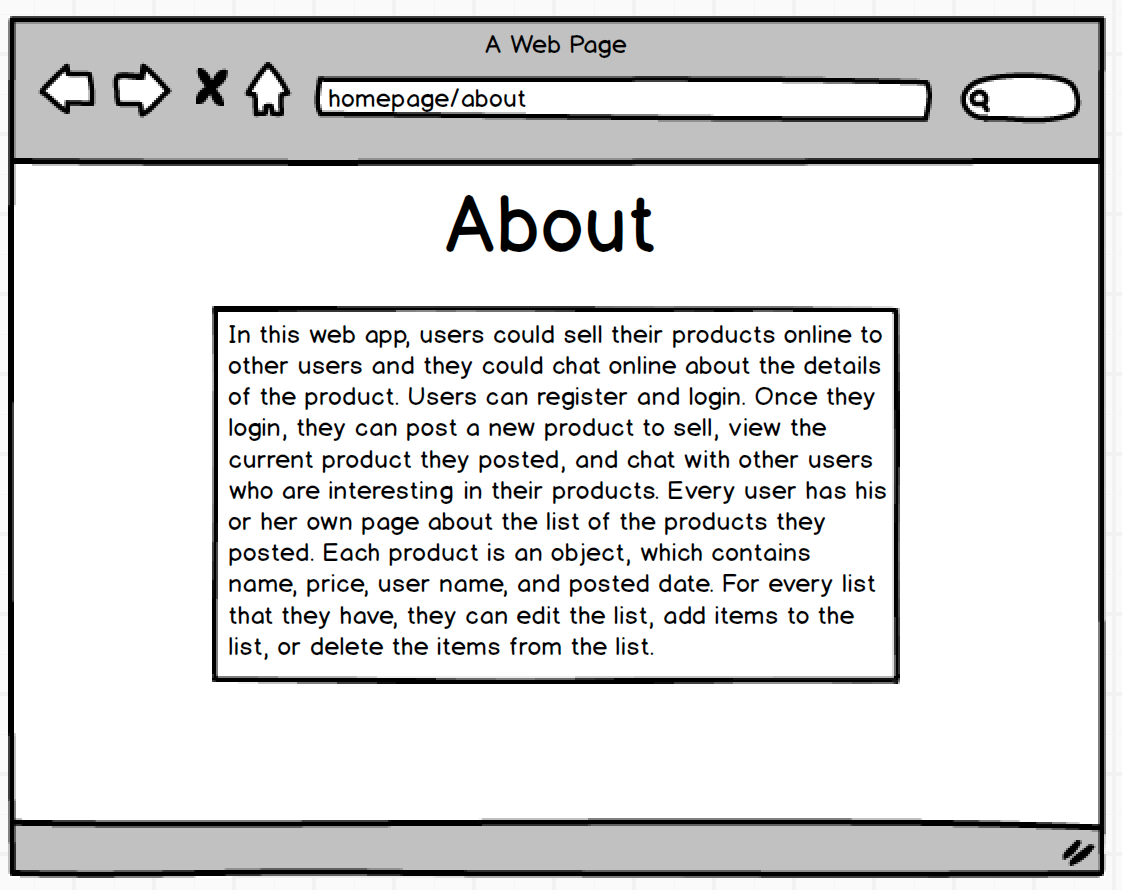 A Web Page
homepage/about
About
In this web app, users could sell their products online to
other users and they could chat online about the details
of the product. Users can register and login. Once they
login, they can post a new product to sell, view the
current product they posted, and chat with other users
who are interesting in their products. Every user has his
or her own page about the list of the products they
posted. Each product is an object, which contains
name, price, user name, and posted date. For every list
that they have, they can edit the list, add items to the
list, or delete the items from the list.